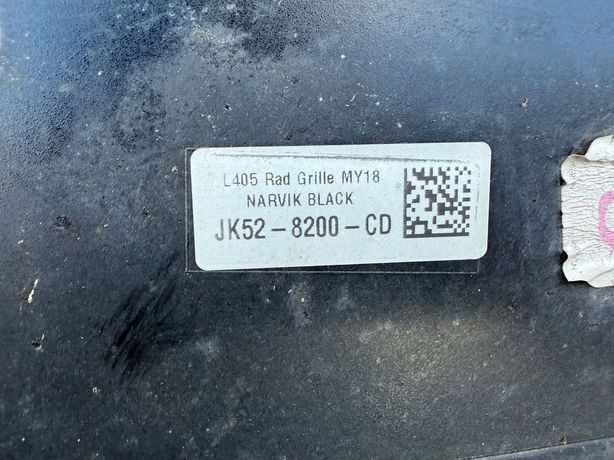 L405 Rad Grille MY18
NARVIK BLACK
JK52-8200-CD